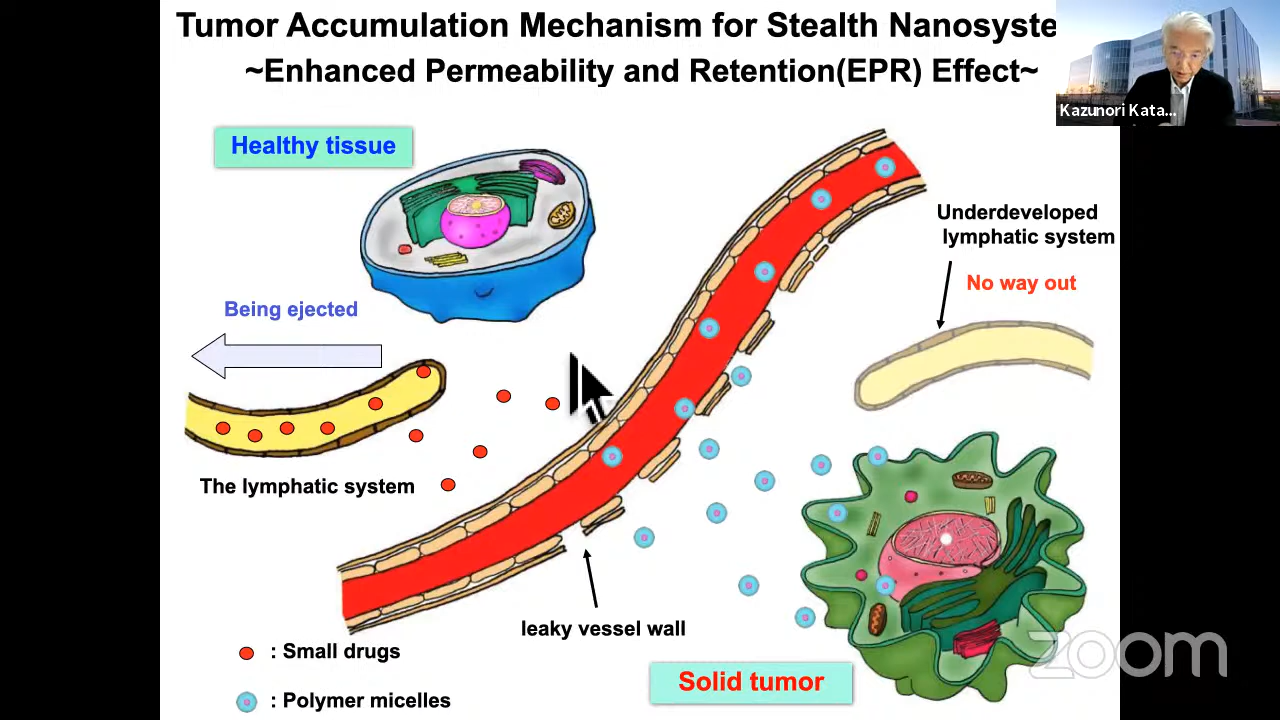 Tumor Accumulation Mechanism for Stealth Nanosyste
~Enhanced Permeability and Retention(EPR) Effect~
Kazunori Kata...
Healthy tissue
Underdeveloped
lymphatic system
No way out
Being ejected
The lymphatic system
leaky vessel wall
: Small drugs
: Polymer micelles
Solid tumor
zoom